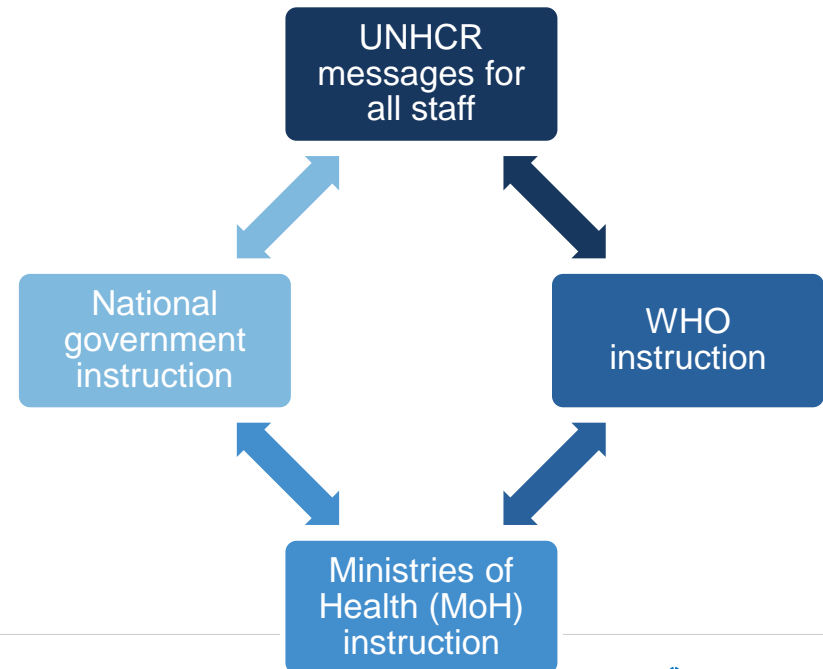 UNHCR
messages for
all staff
National
government
instruction
WHO
instruction
Ministries of
Health (MoH)
instruction